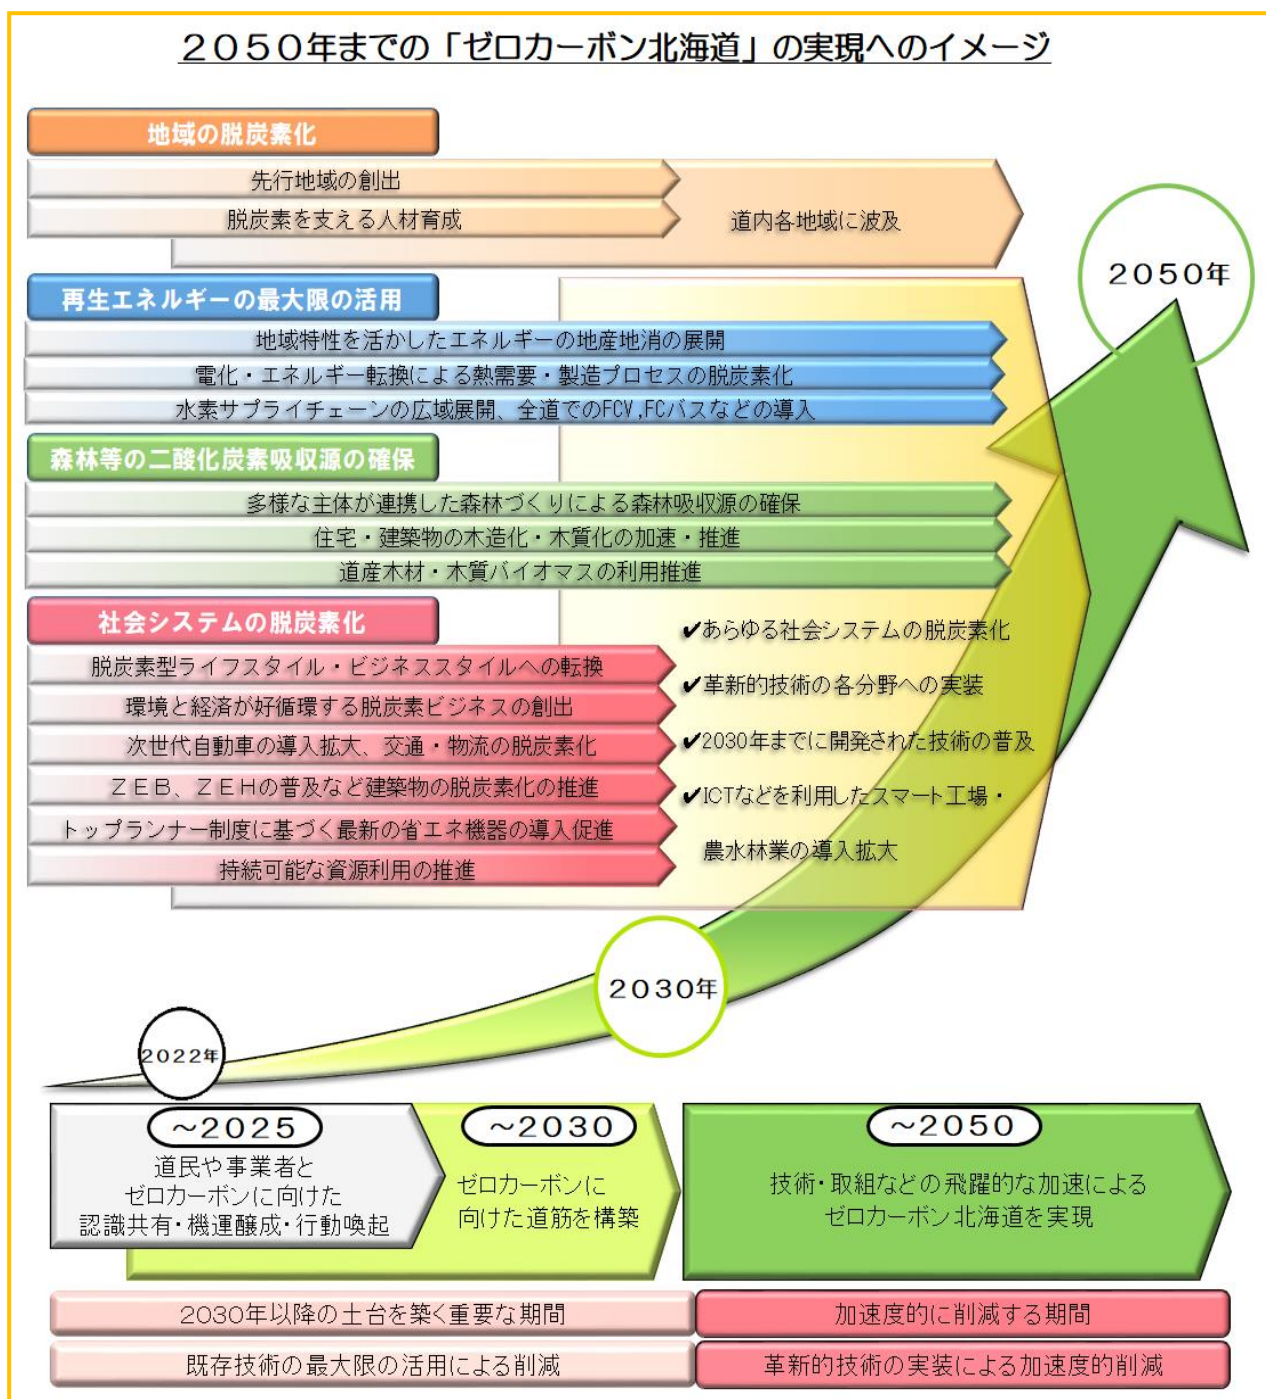 ２０５０年までの「ゼロカーボン北海道」の実現へのイメージ
地域の脱炭素化
先行地域の創出
脱炭素を支える人材育成
道内各地域に波及
２０５０年
再生エネルギーの最大限の活用
地域特性を活かしたエネルギーの地産地消の展開
電化・エネルギー転換による熱需要・製造プロセスの脱炭素化
水素サプライチェーンの広域展開、全道でのFCV,FCバスなどの導入
森林等の二酸化炭素吸収源の確保
多様な主体が連携した森林づくりによる森林吸収源の確保
住宅・建築物の木造化・木質化の加速・推進
道産木材・木質バイオマスの利用推進
社会システムの脱炭素化
脱炭素型ライフスタイル・ビジネススタイルへの転換
環境と経済が好循環する脱炭素ビジネスの創出
次世代自動車の導入拡大、交通・物流の脱炭素化
ＺＥＢ、ＺＥＨの普及など建築物の脱炭素化の推進
トップランナー制度に基づく最新の省エネ機器の導入促進
持続可能な資源利用の推進
✔あらゆる社会システムの脱炭素化
✔革新的技術の各分野への実装
✔2030年までに開発された技術の普及
✔ICTなどを利用したスマート工場・
農水林業の導入拡大
２０３０年
２０２２年
～２０２５
道民や事業者と
ゼロカーボンに向けた
認識共有・機運醸成・行動喚起
～２０３０
ゼロカーボンに
向けた道筋を構築
～２０５０
技術・取組などの飛躍的な加速による
ゼロカーボン北海道を実現
2030年以降の土台を築く重要な期間
加速度的に削減する期間
既存技術の最大限の活用による削減
革新的技術の実装による加速度的削減